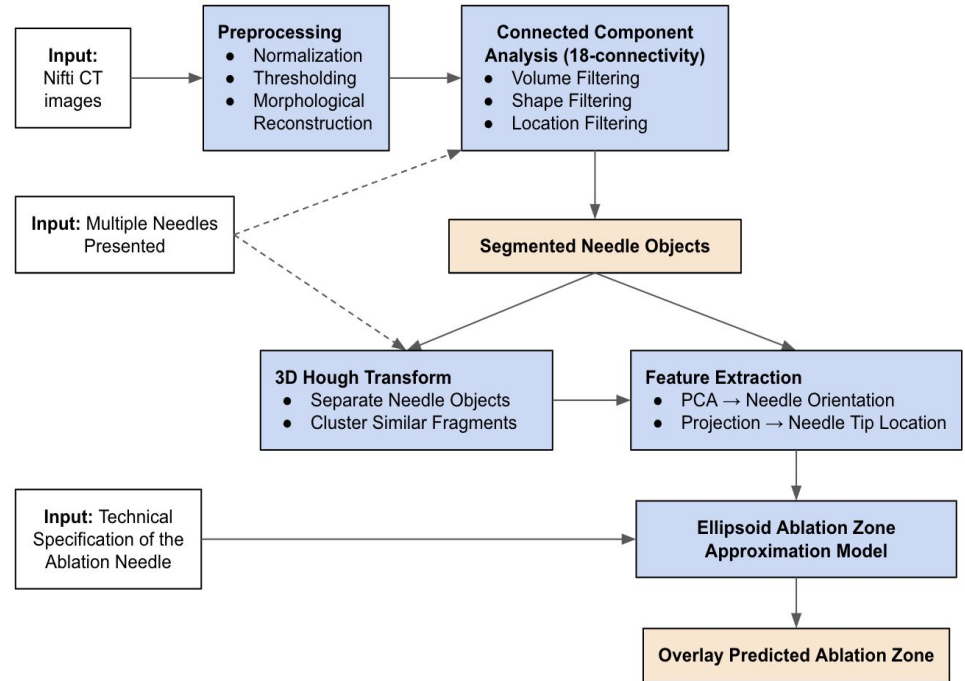 Input:
Nifti CT
images
Preprocessing
● Normalization
● Thresholding
● Morphological
Reconstruction
Connected Component
Analysis (18-connectivity)
● Volume Filtering
● Shape Filtering
● Location Filtering
Input: Multiple Needles
Presented
Segmented Needle Objects
3D Hough Transform
● Separate Needle Objects
● Cluster Similar Fragments
Feature Extraction
● PCA → Needle Orientation
● Projection → Needle Tip Location
Input: Technical
Specification of the
Ablation Needle
Ellipsoid Ablation Zone
Approximation Model
Overlay Predicted Ablation Zone